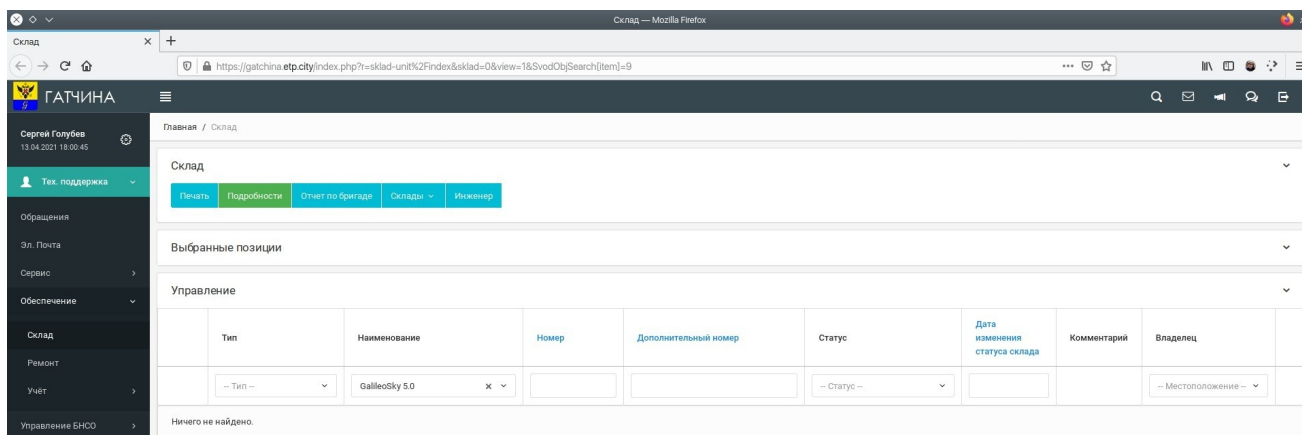 Склад — Mozilla Firefox
Склад
https://gatchina.etp.city/index.php?r=sklad-unit%2Findex&sklad=0&view=1&SvodObjSearch[item]=9
ГАТЧИНА
Сергей Голубев
13.04.2021 18:00:45
Тех. поддержка
Обращения
Эл. Почта
Сервис
Обеспечение
Склад
Ремонт
Учёт
Управление БНСО
Главная / Склад
Склад
Печать Подробности Отчет по бригаде Склады Инженер
Выбранные позиции
Управление
Тип Наименование Номер Дополнительный номер Статус Дата изменения статуса склада Комментарий Владелец
-- Тип -- GalileoSky 5.0 -- Статус -- -- Местоположение --
Ничего не найдено.